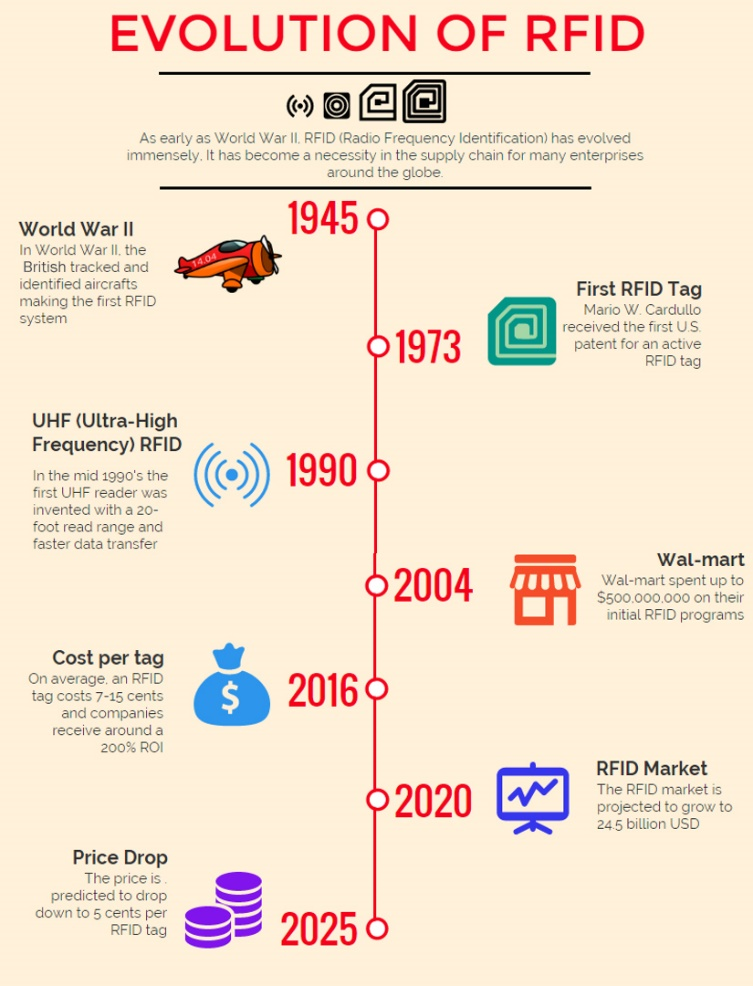 EVOLUTION OF RFID
As early as World War II, RFID (Radio Frequency Identification) has evolved
immensely. It has become a necessity in the supply chain for many enterprises
around the globe.
1945
World War II
In World War II, the
British tracked and
identified aircrafts
making the first RFID
system
14.04
1973
First RFID Tag
Mario W. Cardullo
received the first U.S.
patent for an active
RFID tag
UHF (Ultra-High
Frequency) RFID
In the mid 1990's the
first UHF reader was
invented with a 20-
foot read range and
faster data transfer
1990
2004
Wal-mart
Wal-mart spent up to
$500,000,000 on their
initial RFID programs
Cost per tag
On average, an RFID
tag costs 7-15 cents
and companies
receive around a
200% ROI
$
2016
2020
RFID Market
The RFID market is
projected to grow to
24.5 billion USD
Price Drop
The price is .
predicted to drop
down to 5 cents per
RFID tag
2025